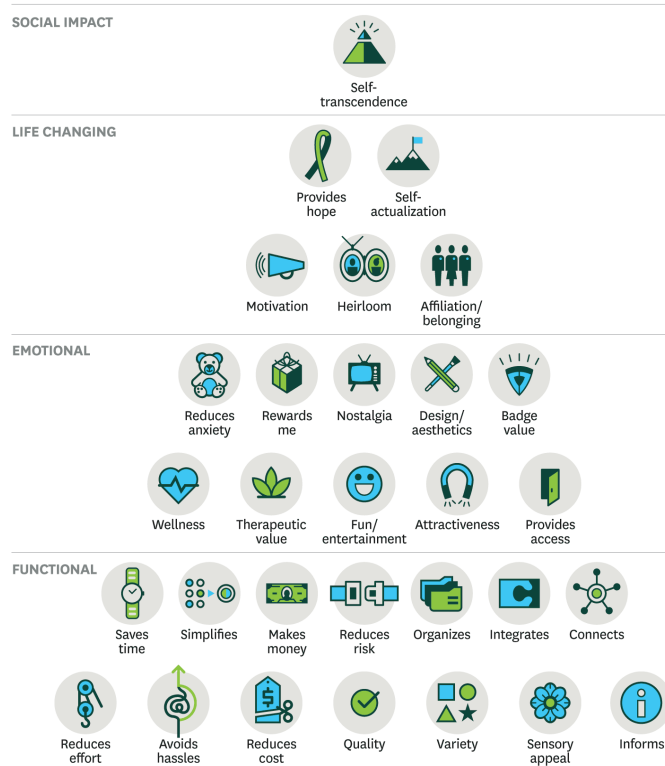 SOCIAL IMPACT
Self-
transcendence
LIFE CHANGING
Provides
hope
Self-
actualization
Motivation
Heirloom
Affiliation/
belonging
EMOTIONAL
Reduces
anxiety
Rewards
me
Nostalgia
Design/
aesthetics
Badge
value
Wellness
Therapeutic
value
Fun/
entertainment
Attractiveness
Provides
access
FUNCTIONAL
Saves
time
Simplifies
Makes
money
Reduces
risk
Organizes
Integrates
Connects
@
$
i
Reduces
effort
Avoids
hassles
Reduces
cost
Quality
Variety
Sensory
appeal
Informs